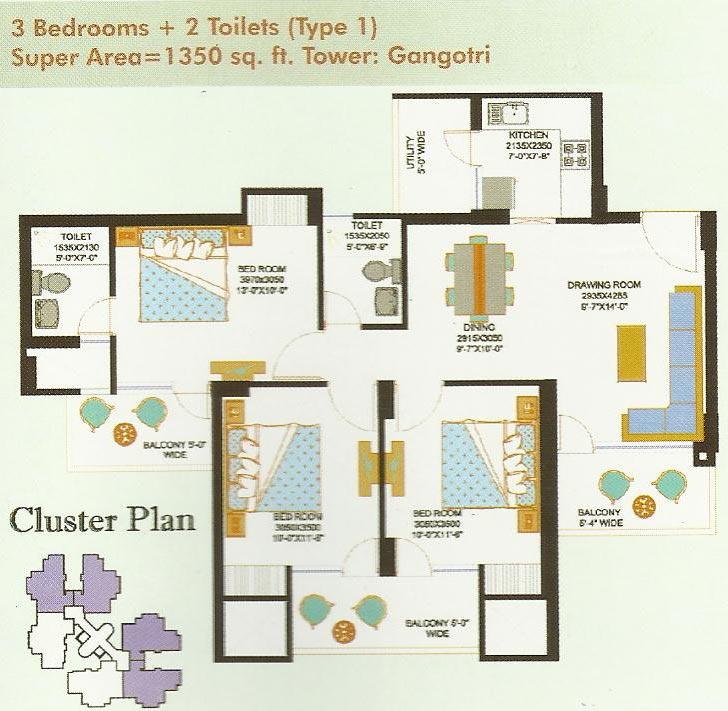 3 Bedrooms + 2 Toilets (Type 1)
Super Area=1350 sq. ft. Tower: Gangotri
UTILITY
5'-0" WIDE
KITCHEN
2135X2350
7'-0"X7'-8"
TOILET
1535X2130
5'-0"X7'-0"
BED ROOM
3970X3050
13'-0"X10'-0"
TOILET
1535X2050
5'-0"X6'-9"
DINING
2915X3050
9'-7"X10'-0"
DRAWING ROOM
2935X4265
9'-7"X14'-0"
BALCONY 5'-0"
WIDE
BED ROOM
3050X3500
10'-0"X11'-6"
BED ROOM
3050X3500
10'-0"X11'-6"
BALCONY
5'-4" WIDE
BALCONY 5'-0"
WIDE
Cluster Plan